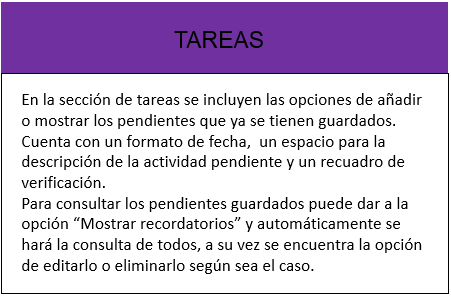 TAREAS
En la sección de tareas se incluyen las opciones de añadir
o mostrar los pendientes que ya se tienen guardados.
Cuenta con un formato de fecha,  un espacio para la
descripción de la actividad pendiente y un recuadro de
verificación.
Para consultar los pendientes guardados puede dar a la
opción “Mostrar recordatorios” y automáticamente se
hará la consulta de todos, a su vez se encuentra la opción
de editarlo o eliminarlo según sea el caso.